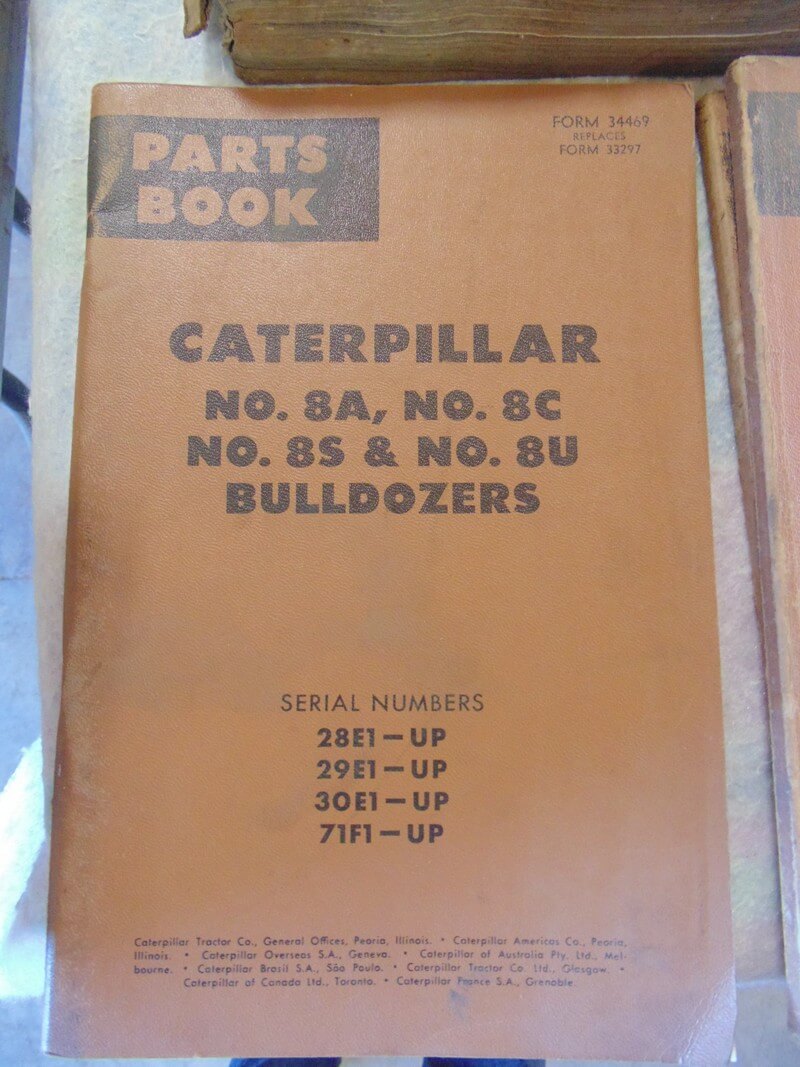 PARTS
BOOK
FORM 34469
REPLACES
FORM 33297
CATERPILLAR
NO. 8A, NO. 8C
NO. 8S & NO. 8U
BULLDOZERS
SERIAL NUMBERS
28E1 — UP
29E1 — UP
30E1 — UP
71F1 — UP
Caterpillar Tractor Co., General Offices, Peoria, Illinois. • Caterpillar Americas Co., Peoria,
Illinois. • Caterpillar Overseas S.A., Geneva. • Caterpillar of Australia Pty. Ltd., Mel-
bourne. • Caterpillar Brasil S.A., São Paulo. • Caterpillar Tractor Co. Ltd., Glasgow. •
Caterpillar of Canada Ltd., Toronto. • Caterpillar France S.A., Grenoble.